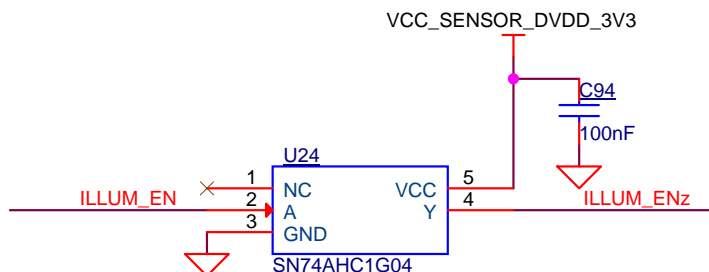 VCC_SENSOR_DVDD_3V3
C94
100nF
U24
1 NC VCC 5
ILLUM_EN 2 A Y 4 ILLUM_ENz
3 GND
SN74AHC1G04